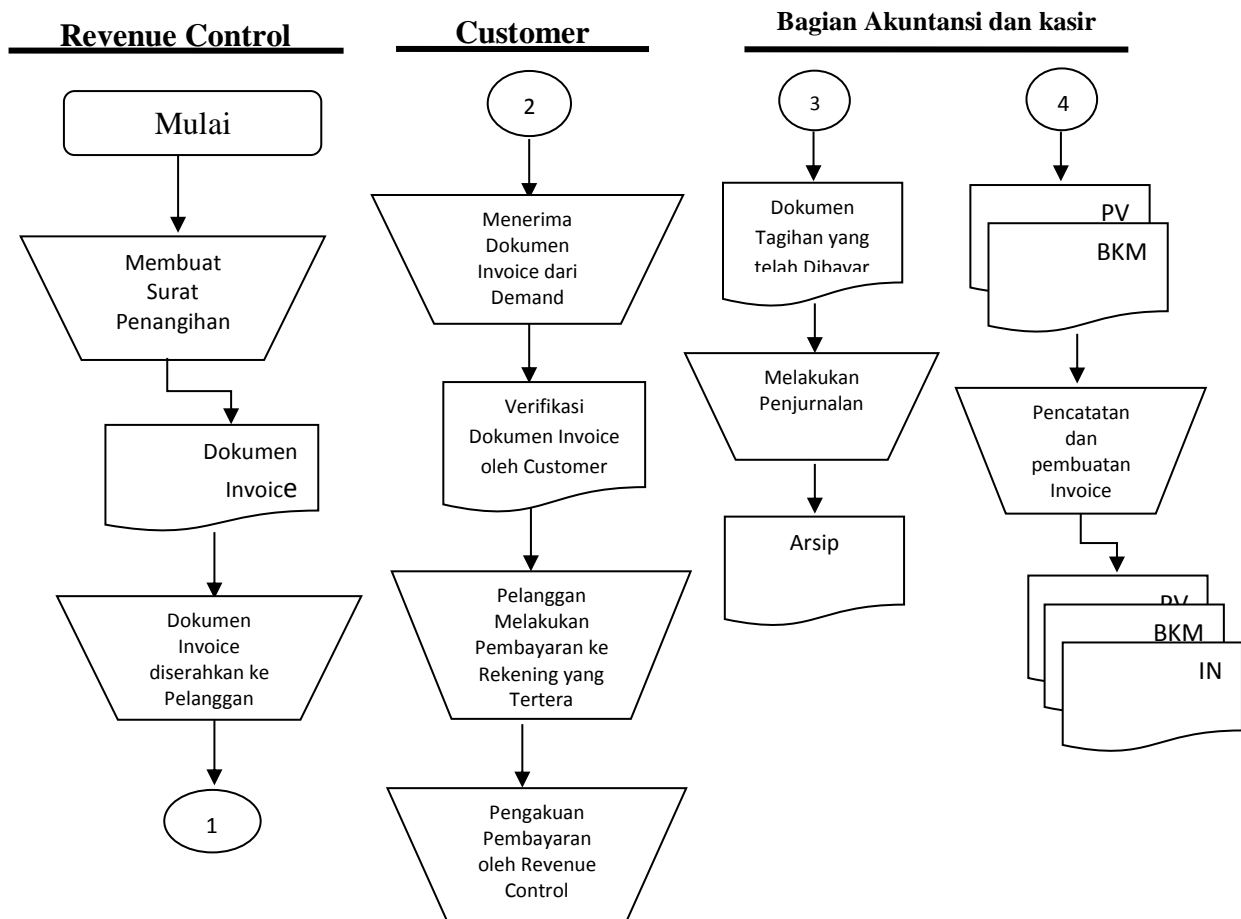 Revenue Control
Mulai
Membuat
Surat
Penangihan
Dokumen
Invoice
Dokumen
Invoice
diserahkan ke
Pelanggan
1
Customer
2
Menerima
Dokumen
Invoice dari
Demand
Verifikasi
Dokumen Invoice
oleh Customer
Pelanggan
Melakukan
Pembayaran ke
Rekening yang
Tertera
Pengakuan
Pembayaran
oleh Revenue
Control
Bagian Akuntansi dan kasir
3
Dokumen
Tagihan yang
telah Dibayar
Melakukan
Penjurnalan
Arsip
4
PV
BKM
Pencatatan
dan
pembuatan
Invoice
PV
BKM
IN